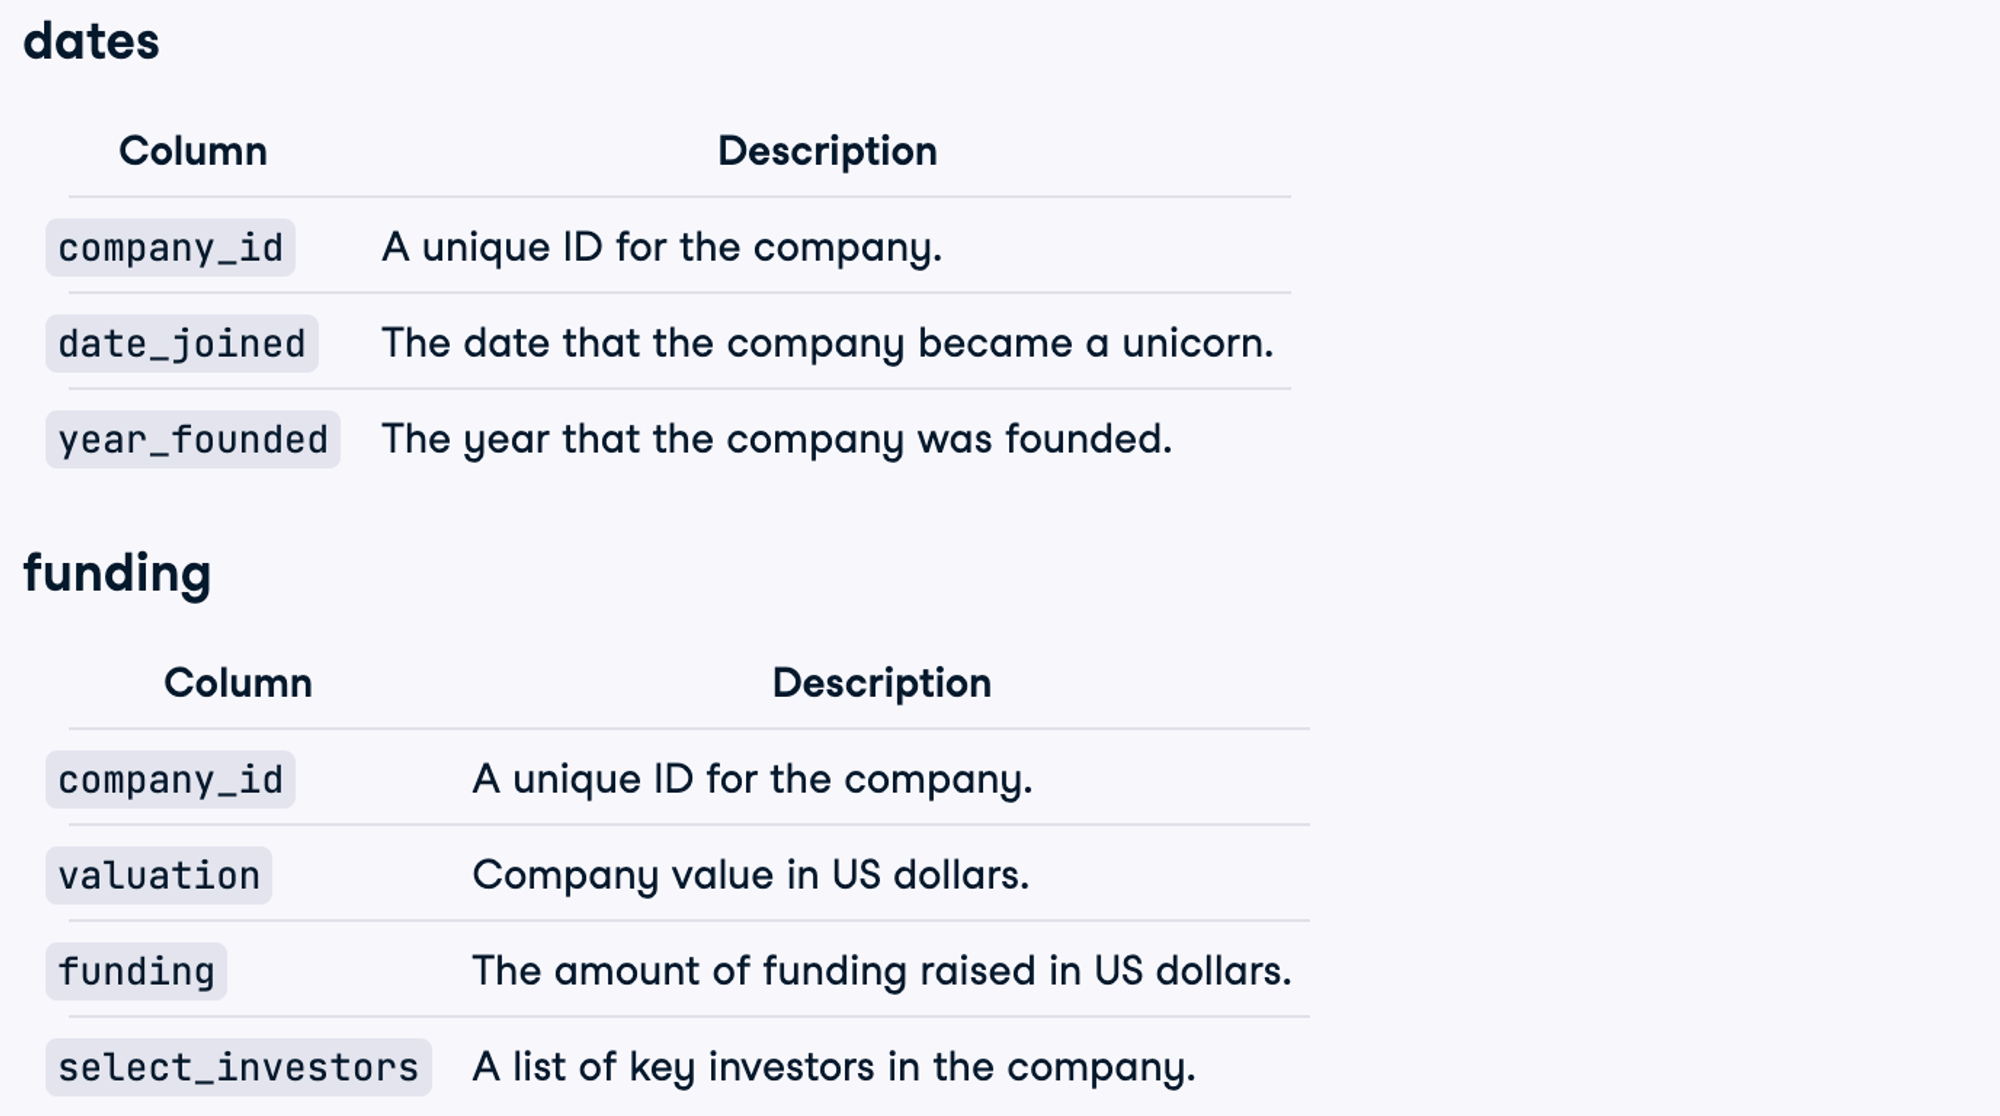 dates
Column Description
company_id A unique ID for the company.
date_joined The date that the company became a unicorn.
year_founded The year that the company was founded.
funding
Column Description
company_id A unique ID for the company.
valuation Company value in US dollars.
funding The amount of funding raised in US dollars.
select_investors A list of key investors in the company.